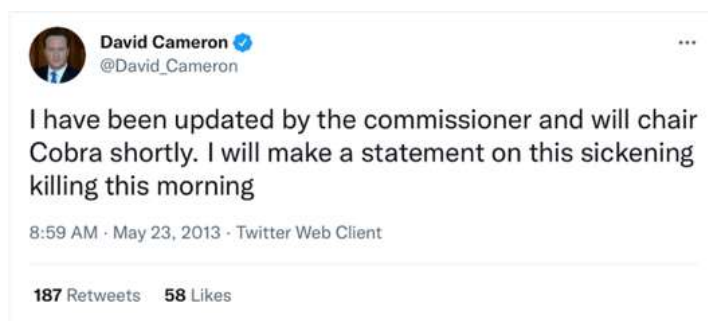 David Cameron
@David_Cameron
I have been updated by the commissioner and will chair
Cobra shortly. I will make a statement on this sickening
killing this morning
8:59 AM · May 23, 2013 · Twitter Web Client
187 Retweets 58 Likes